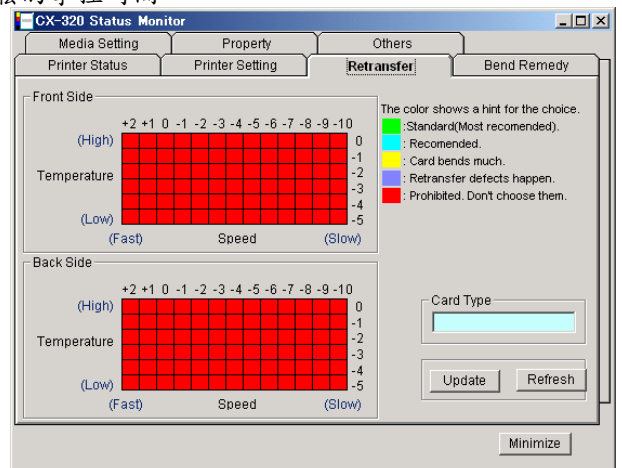 CX-320 Status Monitor
Media Setting Property Others
Printer Status Printer Setting Retransfer Bend Remedy
Front Side
+2 +1 0 -1 -2 -3 -4 -5 -6 -7 -8 -9 -10
(High)
Temperature
(Low)
0
-1
-2
-3
-4
-5
(Fast) Speed (Slow)
The color shows a hint for the choice.
:Standard(Most recomended).
: Recomended.
: Card bends much.
: Retransfer defects happen.
: Prohibited. Don't choose them.
Back Side
+2 +1 0 -1 -2 -3 -4 -5 -6 -7 -8 -9 -10
(High)
Temperature
(Low)
0
-1
-2
-3
-4
-5
(Fast) Speed (Slow)
Card Type
Update Refresh
Minimize